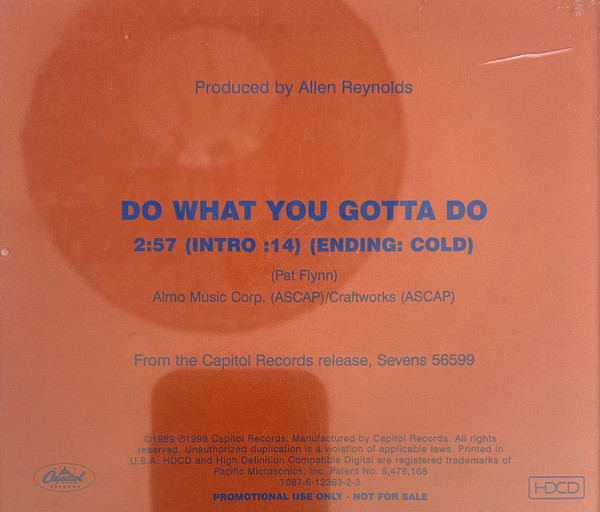 Produced by Allen Reynolds
DO WHAT YOU GOTTA DO
2:57 (INTRO :14) (ENDING: COLD)
(Pat Flynn)
Almo Music Corp. (ASCAP)/Craftworks (ASCAP)
From the Capitol Records release, Sevens 56599
©1989 ℗1998 Capitol Records. Manufactured by Capitol Records. All rights
reserved. Unauthorized duplication is a violation of applicable laws. Printed in
U.S.A. HDCD and High Definition Compatible Digital are registered trademarks of
Pacific Microsonics, Inc. Patent No. 5,479,168
7087-6-12363-2-3
PROMOTIONAL USE ONLY · NOT FOR SALE
Capitol
RECORDS
HDCD